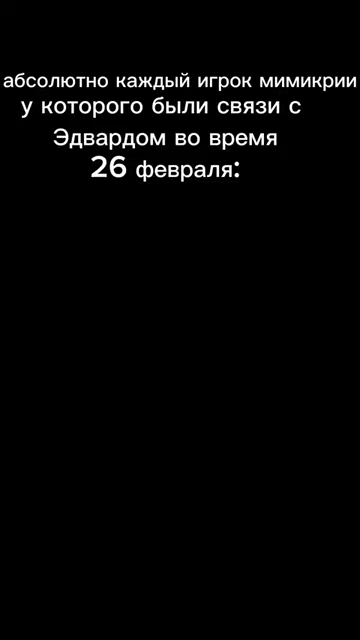 абсолютно каждый игрок мимикрии
у которого были связи с
Эдвардом во время
26 февраля: